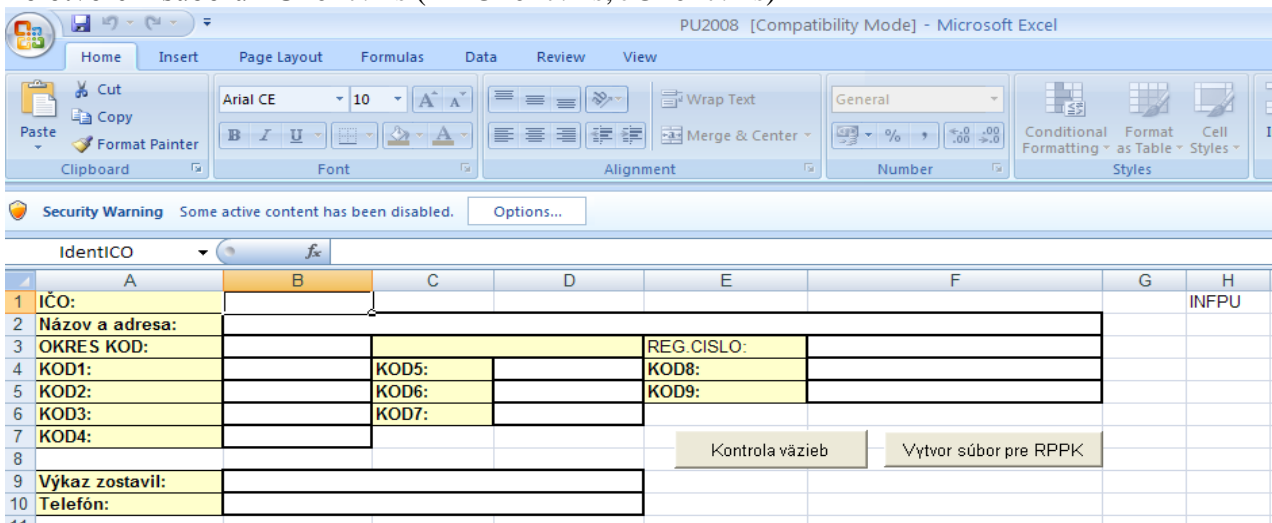 PU2008 [Compatibility Mode] - Microsoft Excel
Home Insert Page Layout Formulas Data Review View
Cut
Copy
Format Painter
Paste
Clipboard
Arial CE 10 A A
B I U A
Font
Wrap Text
Merge & Center
Alignment
General
% , .0 .00 .00 .0
Number
Conditional Formatting
Format as Table
Cell Styles
Styles
Security Warning Some active content has been disabled. Options...
IdentICO fx
A B C D E F G H
1 IČO: INFPU
2 Názov a adresa:
3 OKRES KOD: REG.CISLO:
4 KOD1: KOD5: KOD8:
5 KOD2: KOD6: KOD9:
6 KOD3: KOD7:
7 KOD4:
Kontrola väzieb Vytvor súbor pre RPPK
8
9 Výkaz zostavil:
10 Telefón: